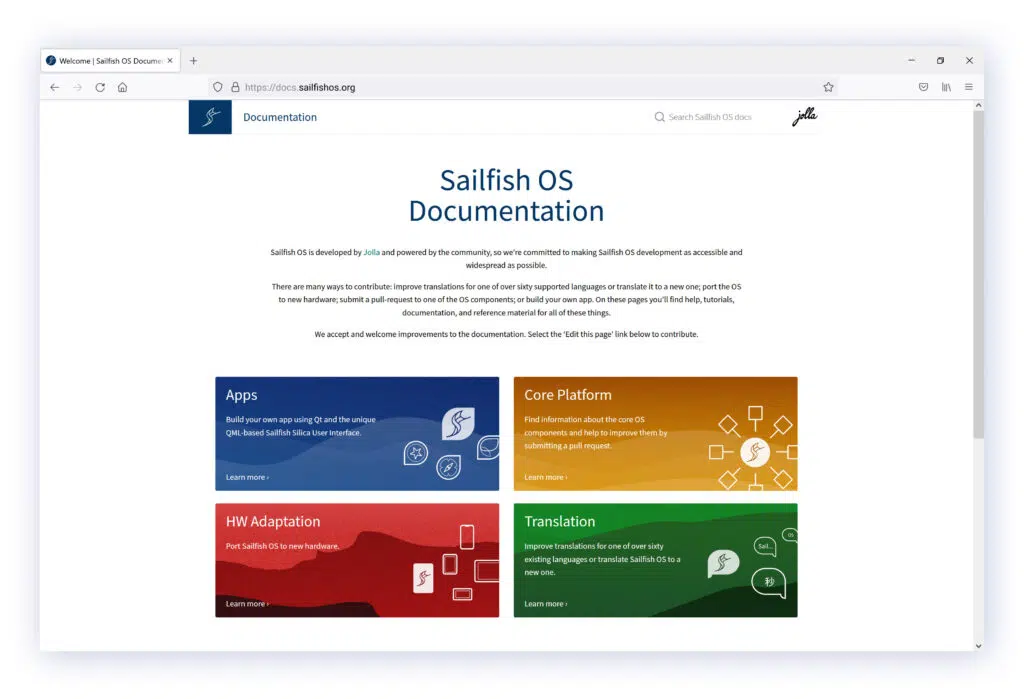 Welcome | Sailfish OS Docume
https://docs.sailfishos.org
Documentation
Search Sailfish OS docs
jolla
Sailfish OS
Documentation
Sailfish OS is developed by Jolla and powered by the community, so we're committed to making Sailfish OS development as accessible and
widespread as possible.
There are many ways to contribute: improve translations for one of over sixty supported languages or translate it to a new one; port the OS
to new hardware; submit a pull-request to one of the OS components; or build your own app. On these pages you'll find help, tutorials,
documentation, and reference material for all of these things.
We accept and welcome improvements to the documentation. Select the 'Edit this page' link below to contribute.
Apps
Build your own app using Qt and the unique
QML-based Sailfish Silica User Interface.
Learn more ›
Core Platform
Find information about the core OS
components and help to improve them by
submitting a pull request.
Learn more ›
HW Adaptation
Port Sailfish OS to new hardware.
Learn more ›
Translation
Improve translations for one of over sixty
existing languages or translate Sailfish OS to a
new one.
Learn more ›
Sail...
OS
秒